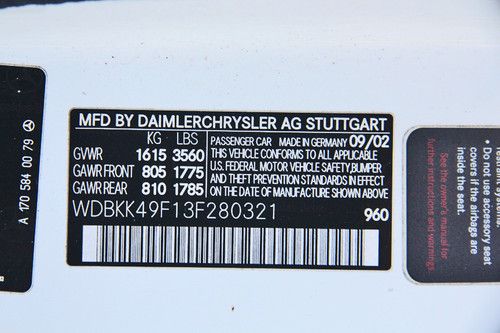 A 170 584 00 79
MFD BY DAIMLERCHRYSLER AG STUTTGART
KG LBS
GVWR 1615 3560
GAWR FRONT 805 1775
GAWR REAR 810 1785
PASSENGER CAR MADE IN GERMANY 09/02
THIS VEHICLE CONFORMS TO ALL APPLICABLE
U.S. FEDERAL MOTOR VEHICLE SAFETY,BUMPER
AND THEFT PREVENTION STANDARDS IN EFFECT
ON THE DATE OF MANUFACTURE SHOWN ABOVE
WDBKK49F13F280321 960
system.
• Do not use seat
covers if the
airbags are
inside the seat.
See the owner's manual for
further instructions and warnings.